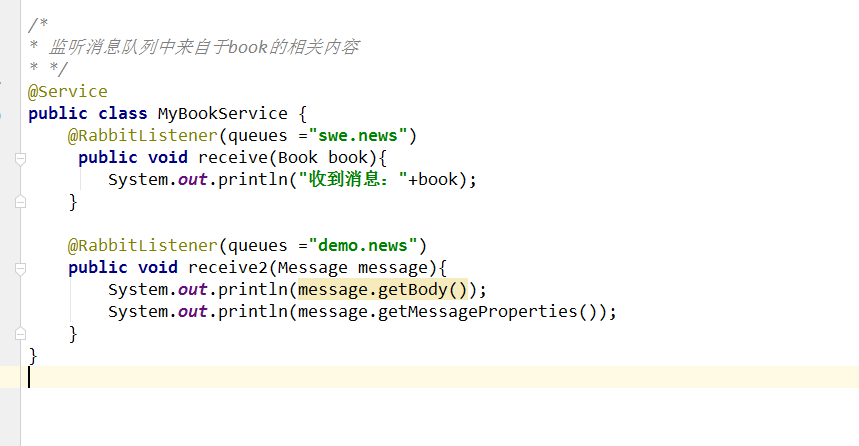 /*
* 监听消息队列中来自于book的相关内容
* */
@Service
public class MyBookService {
    @RabbitListener(queues ="swe.news")
     public void receive(Book book){
        System.out.println("收到消息："+book);
    }

    @RabbitListener(queues ="demo.news")
    public void receive2(Message message){
        System.out.println(message.getBody());
        System.out.println(message.getMessageProperties());
    }
}